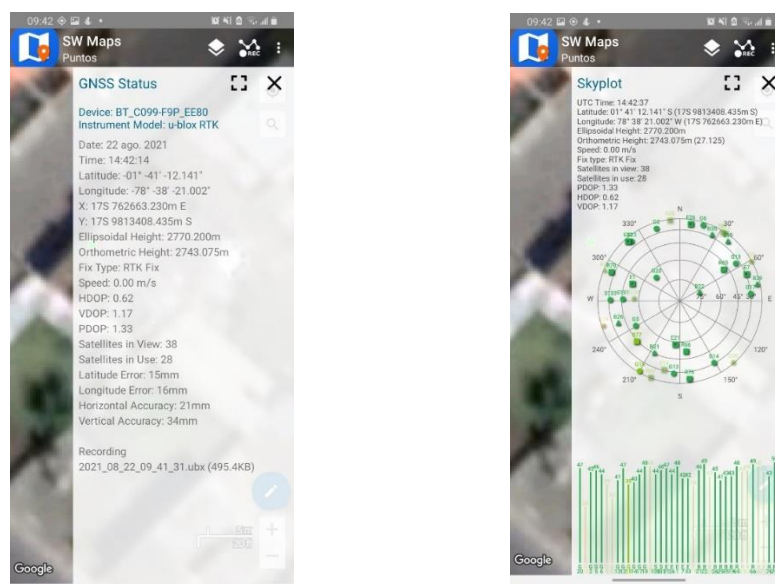 09:42
SW Maps
Puntos
REC
GNSS Status
Device: BT_C099-F9P_EE80
Instrument Model: u-blox RTK
Date: 22 ago. 2021
Time: 14:42:14
Latitude: -01° -41' -12.141"
Longitude: -78° -38' -21.002"
X: 17S 762663.230m E
Y: 17S 9813408.435m S
Ellipsoidal Height: 2770.200m
Orthometric Height: 2743.075m
Fix Type: RTK Fix
Speed: 0.00 m/s
HDOP: 0.62
VDOP: 1.17
PDOP: 1.33
Satellites in View: 38
Satellites in Use: 28
Latitude Error: 15mm
Longitude Error: 16mm
Horizontal Accuracy: 21mm
Vertical Accuracy: 34mm
Recording
2021_08_22_09_41_31.ubx (495.4KB)
Google
09:42
SW Maps
Puntos
REC
Skyplot
UTC Time: 14:42:37
Latitude: 01° 41' 12.141" S (17S 9813408.435m S)
Longitude: 78° 38' 21.002" W (17S 762663.230m E)
Ellipsoidal Height: 2770.200m
Orthometric Height: 2743.075m (27.125)
Speed: 0.00 m/s
Fix type: RTK Fix
Satellites in view: 38
Satellites in use: 28
PDOP: 1.33
HDOP: 0.62
VDOP: 1.17
N
330° 30°
300° 60°
W 75° 60° 45° E
240° 120°
210° 150°
S
Google